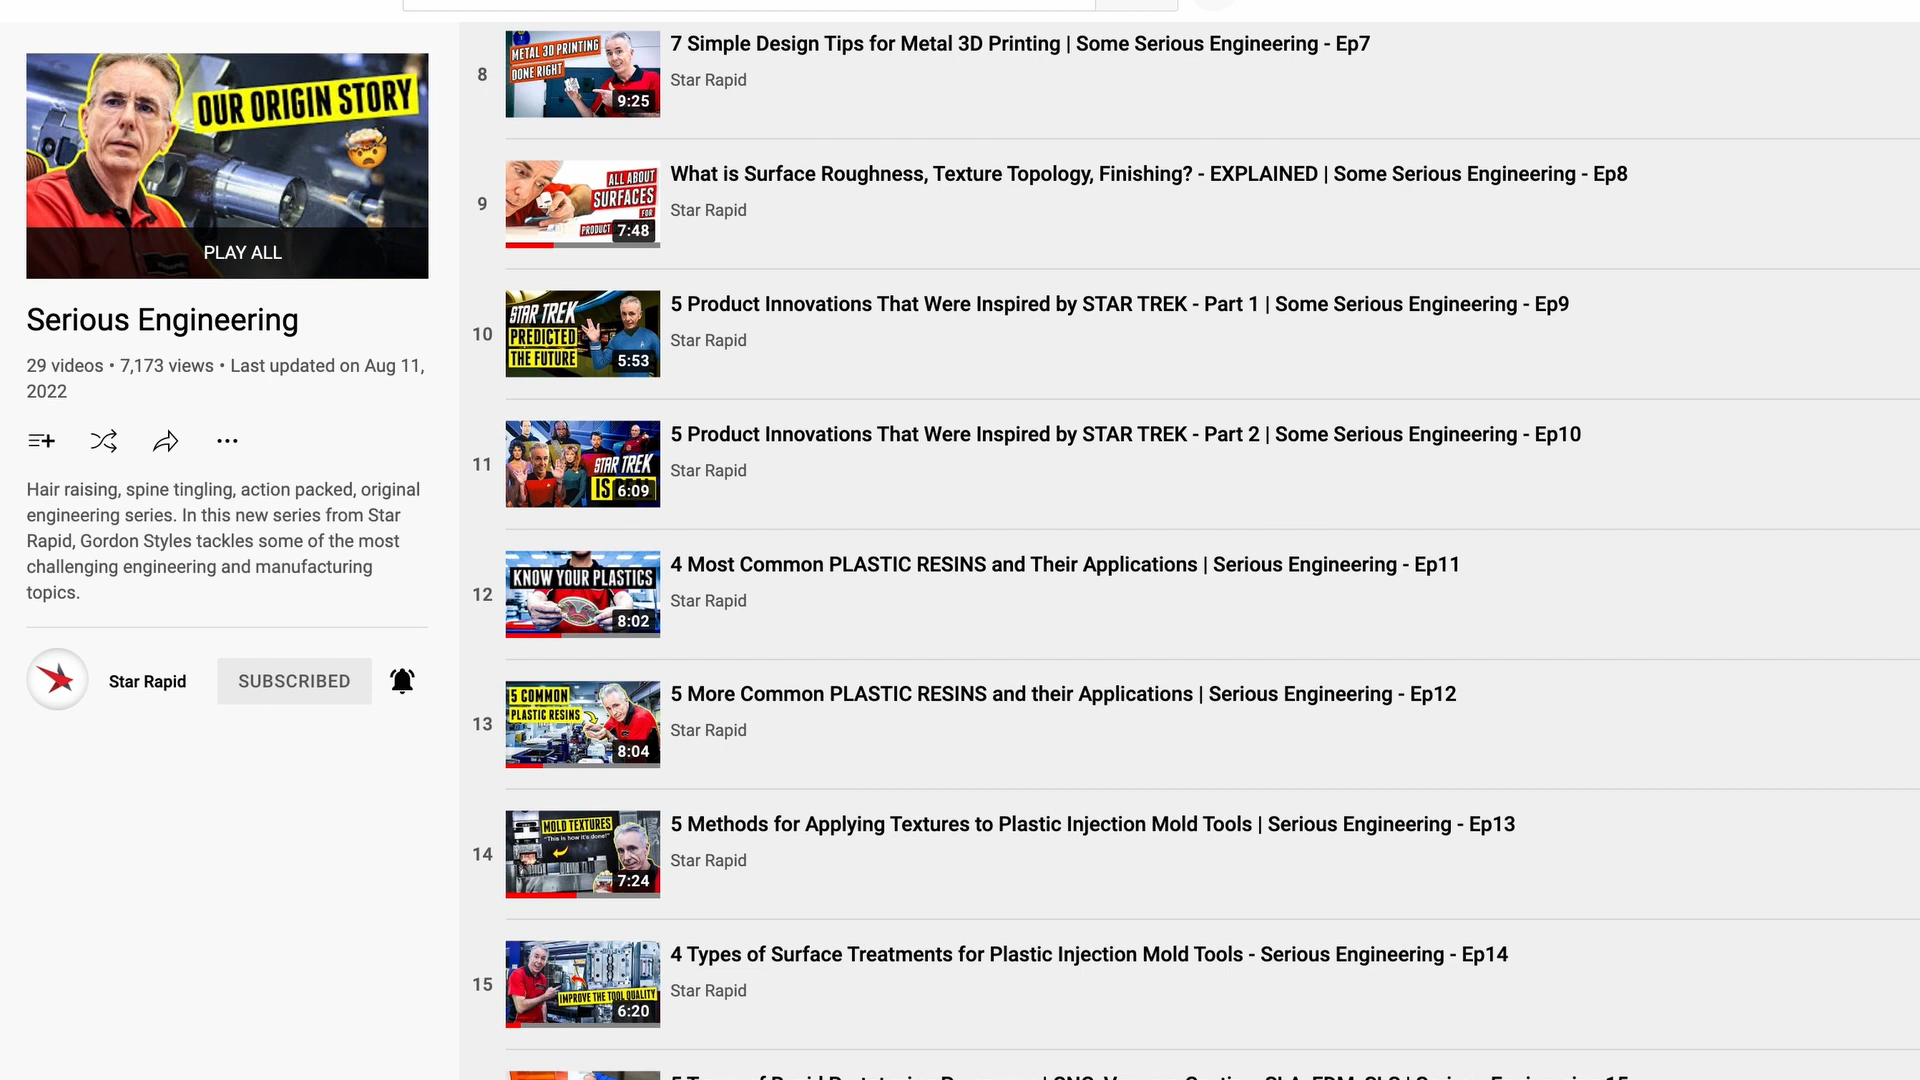 OUR ORIGIN STORY
PLAY ALL
Serious Engineering
29 videos • 7,173 views • Last updated on Aug 11,
2022
Hair raising, spine tingling, action packed, original
engineering series. In this new series from Star
Rapid, Gordon Styles tackles some of the most
challenging engineering and manufacturing
topics.
Star Rapid
SUBSCRIBED
8
METAL 3D PRINTING
DONE RIGHT
9:25
7 Simple Design Tips for Metal 3D Printing | Some Serious Engineering - Ep7
Star Rapid
9
ALL ABOUT
SURFACES
FOR
PRODUCT
7:48
What is Surface Roughness, Texture Topology, Finishing? - EXPLAINED | Some Serious Engineering - Ep8
Star Rapid
10
STAR TREK
PREDICTED
THE FUTURE
5:53
5 Product Innovations That Were Inspired by STAR TREK - Part 1 | Some Serious Engineering - Ep9
Star Rapid
11
STAR TREK
IS
6:09
5 Product Innovations That Were Inspired by STAR TREK - Part 2 | Some Serious Engineering - Ep10
Star Rapid
12
KNOW YOUR PLASTICS
8:02
4 Most Common PLASTIC RESINS and Their Applications | Serious Engineering - Ep11
Star Rapid
13
5 COMMON
PLASTIC RESINS
8:04
5 More Common PLASTIC RESINS and their Applications | Serious Engineering - Ep12
Star Rapid
14
MOLD TEXTURES
"This is how it's done!"
7:24
5 Methods for Applying Textures to Plastic Injection Mold Tools | Serious Engineering - Ep13
Star Rapid
15
IMPROVE THE TOOL QUALITY
6:20
4 Types of Surface Treatments for Plastic Injection Mold Tools - Serious Engineering - Ep14
Star Rapid